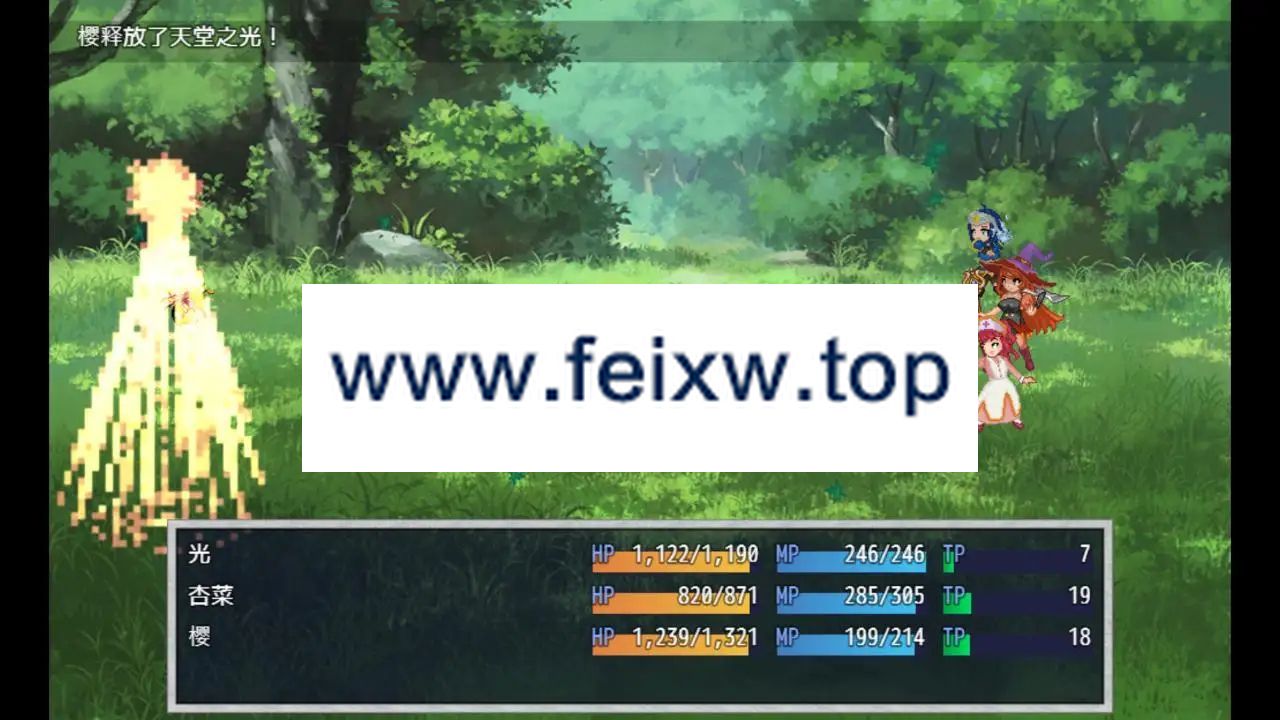 樱释放了天堂之光！
www.feixw.top
光 HP 1,122/1,190 MP 246/246 TP 7
杏菜 HP 820/871 MP 285/305 TP 19
樱 HP 1,239/1,321 MP 199/214 TP 18